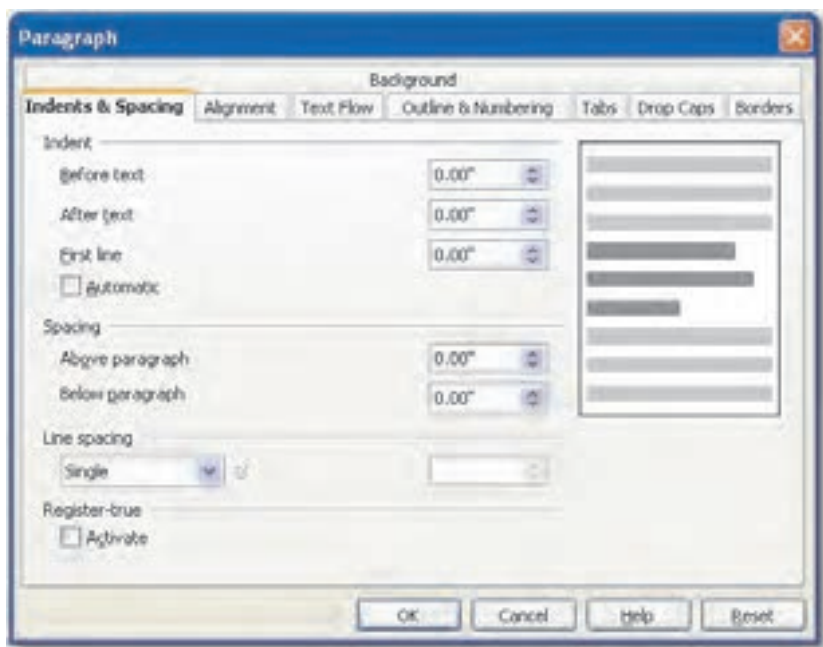 Paragraph
Background
Indents & Spacing Alignment Text Flow Outline & Numbering Tabs Drop Caps Borders
Indent
Before text 0.00"
After text 0.00"
First line 0.00"
Automatic
Spacing
Above paragraph 0.00"
Below paragraph 0.00"
Line spacing
Single of
Register-true
Activate
OK Cancel Help Reset